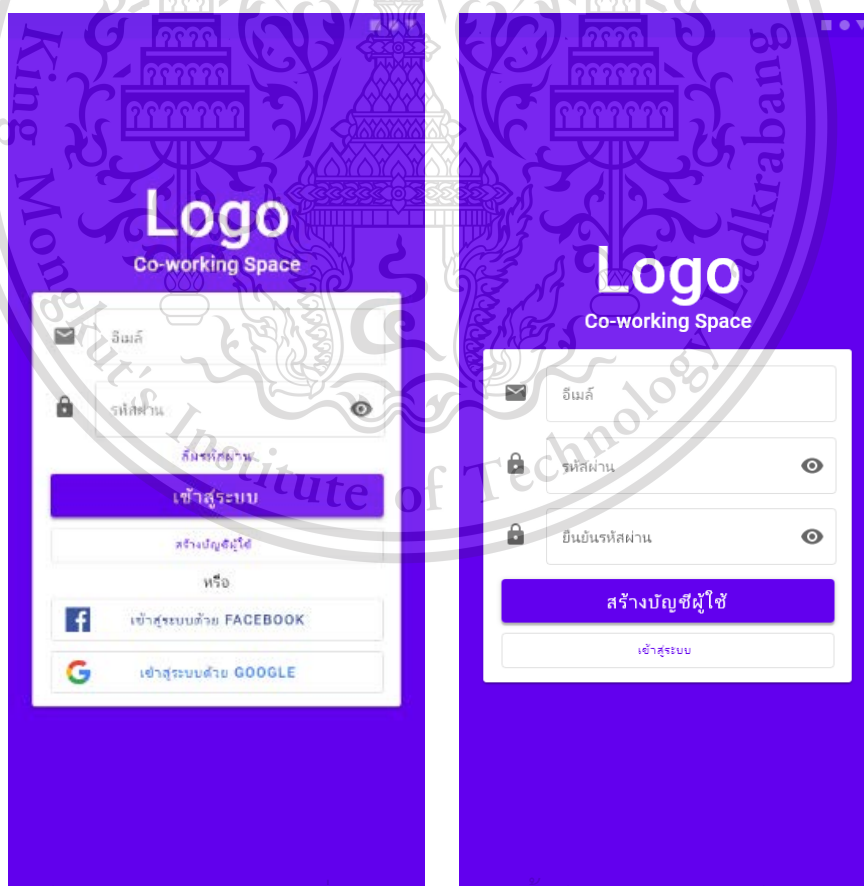 Logo
Co-working Space
อีเมล์
รหัสผ่าน
ลืมรหัสผ่าน
เข้าสู่ระบบ
สร้างบัญชีผู้ใช้
หรือ
เข้าสู่ระบบด้วย FACEBOOK
เข้าสู่ระบบด้วย GOOGLE
Logo
Co-working Space
อีเมล์
รหัสผ่าน
ยืนยันรหัสผ่าน
สร้างบัญชีผู้ใช้
เข้าสู่ระบบ
King Mongkut's Institute of Technology Ladkrabang